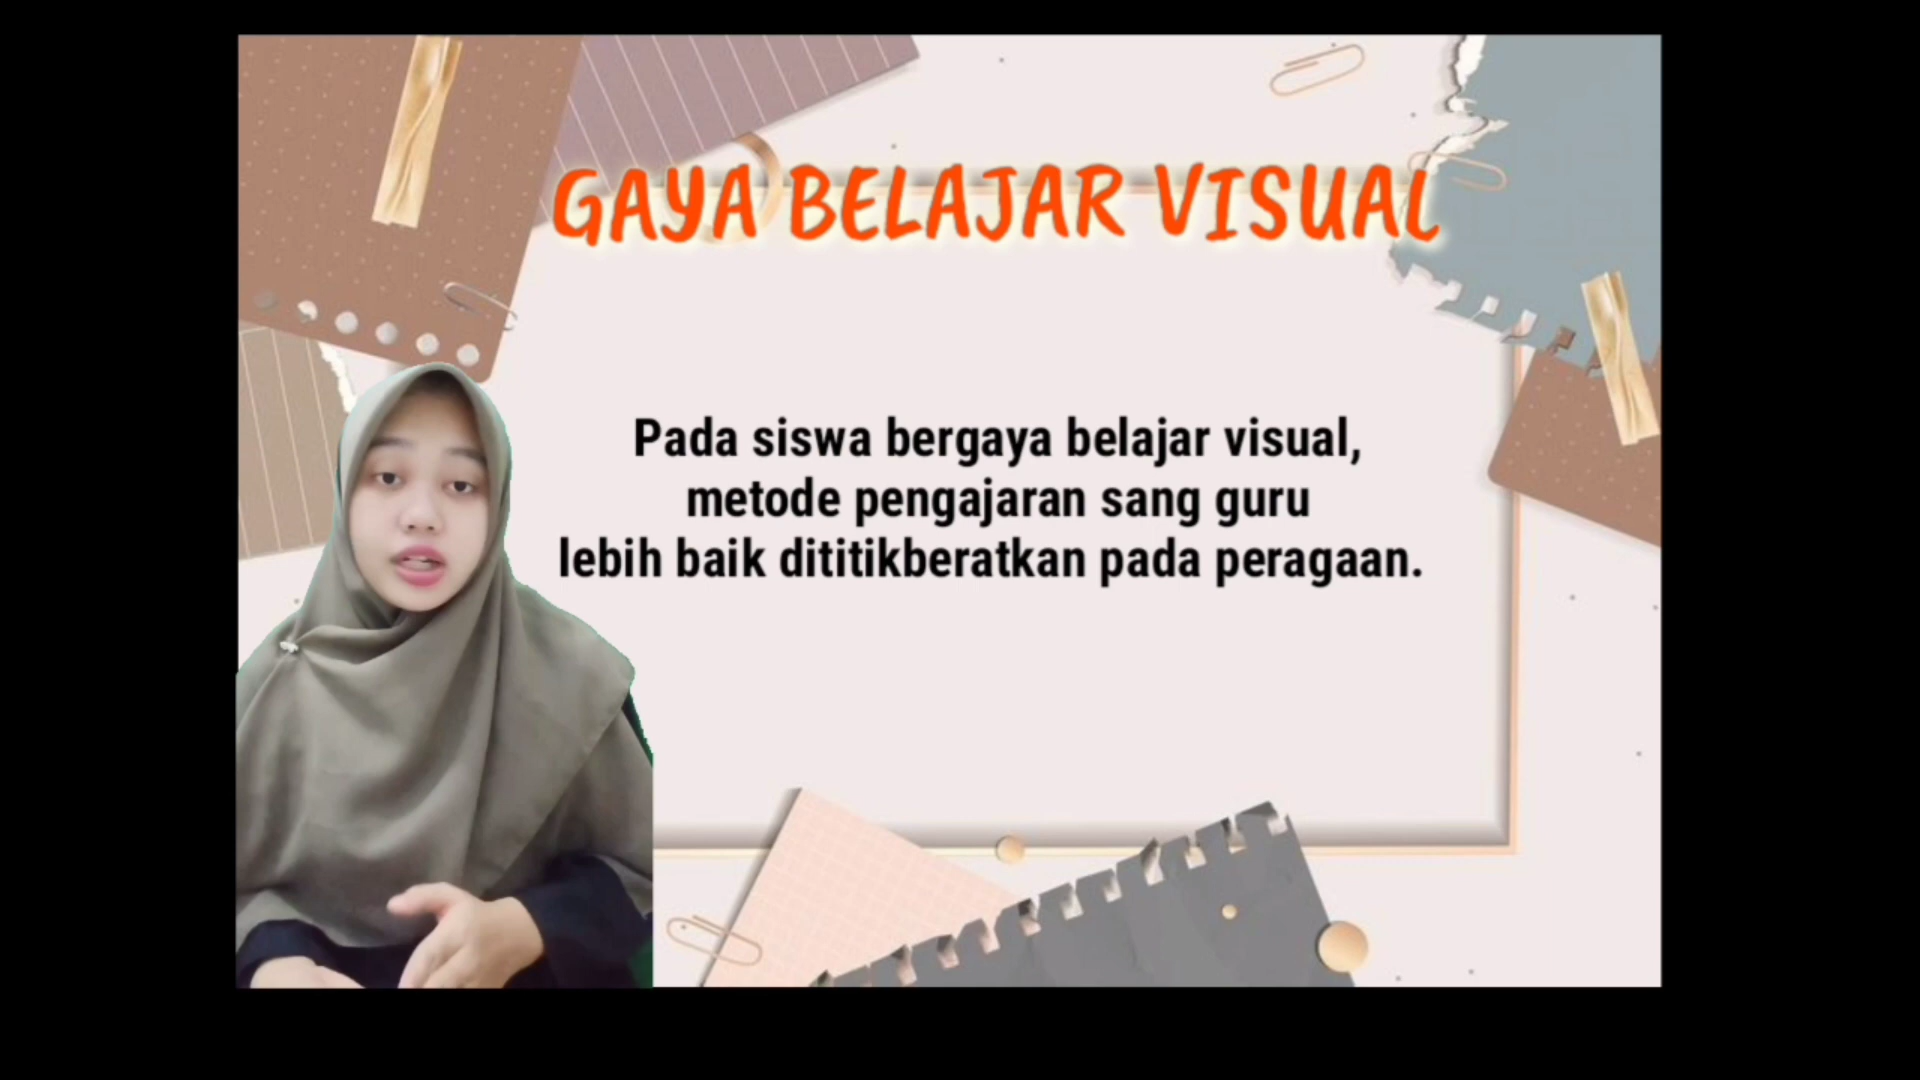 GAYA BELAJAR VISUAL
Pada siswa bergaya belajar visual,
metode pengajaran sang guru
lebih baik dititikberatkan pada peragaan.